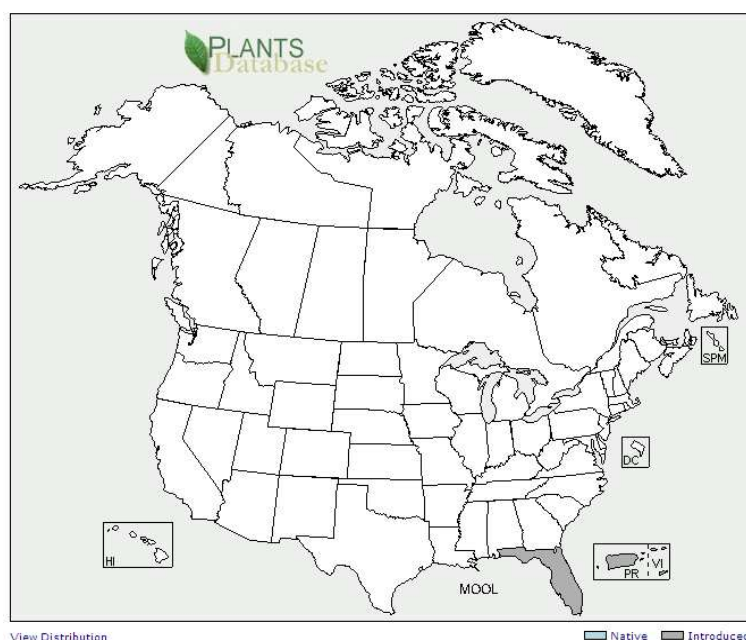 PLANTS
Database
SPM
DC
HI
PR
VI
MOOL
View Distribution
Native
Introduced